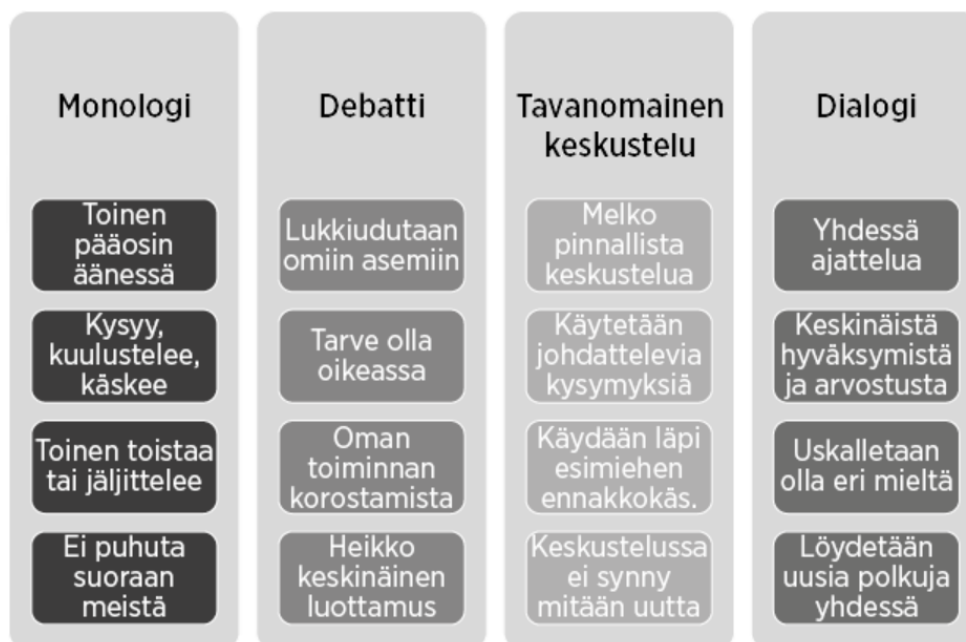 Monologi
Toinen
pääosin
äänessä
Kysyy,
kuulustelee,
käskee
Toinen toistaa
tai jäljittelee
Ei puhuta
suoraan
meistä
Debatti
Lukkiudutaan
omiin asemiin
Tarve olla
oikeassa
Oman
toiminnan
korostamista
Heikko
keskinäinen
luottamus
Tavanomainen
keskustelu
Melko
pinnallista
keskustelua
Käytetään
johdattelevia
kysymyksiä
Käydään läpi
esimiehen
ennakkokäs.
Keskustelussa
ei synny
mitään uutta
Dialogi
Yhdessä
ajattelua
Keskinäistä
hyväksymistä
ja arvostusta
Uskalletaan
olla eri mieltä
Löydetään
uusia polkuja
yhdessä